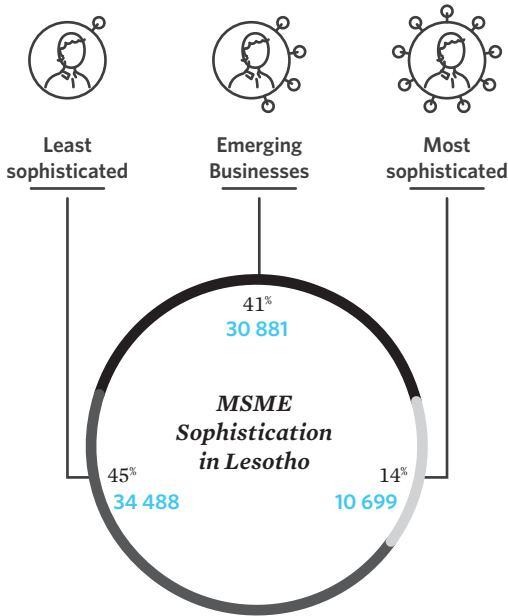 Least
sophisticated
Emerging
Businesses
Most
sophisticated
41%
30 881
MSME
Sophistication
in Lesotho
45%
34 488
14%
10 699